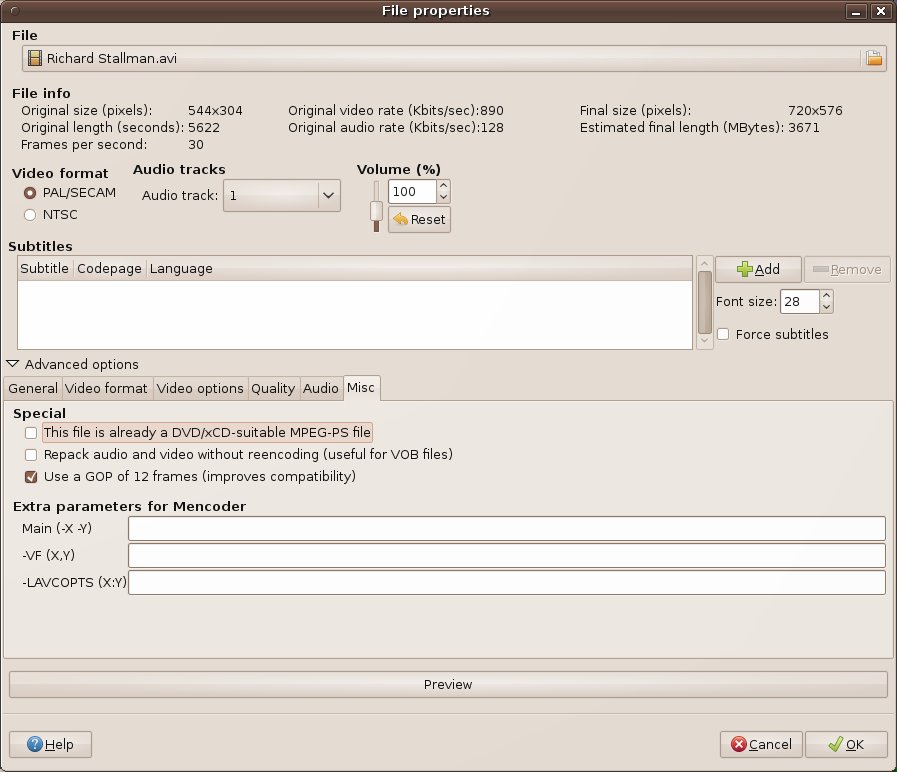 File properties
File
Richard Stallman.avi
File info
Original size (pixels): 544x304 Original video rate (Kbits/sec):890 Final size (pixels): 720x576
Original length (seconds): 5622 Original audio rate (Kbits/sec):128 Estimated final length (MBytes): 3671
Frames per second: 30
Video format Audio tracks Volume (%)
PAL/SECAM Audio track: 1 100
NTSC Reset
Subtitles
Subtitle Codepage Language Add Remove
Font size: 28
Force subtitles
Advanced options
General Video format Video options Quality Audio Misc
Special
This file is already a DVD/xCD-suitable MPEG-PS file
Repack audio and video without reencoding (useful for VOB files)
Use a GOP of 12 frames (improves compatibility)
Extra parameters for Mencoder
Main (-X -Y)
-VF (X,Y)
-LAVCOPTS (X:Y)
Preview
Help Cancel OK